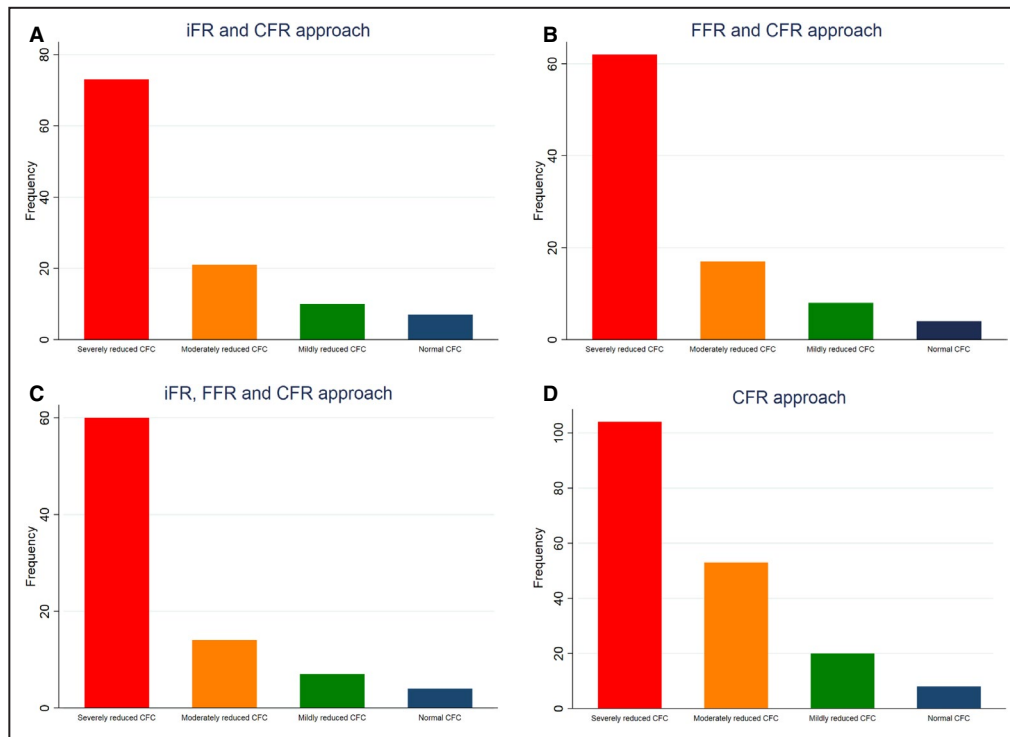 A
iFR and CFR approach
80
60
40
20
0
Frequency
Severely reduced CFC
Moderately reduced CFC
Mildly reduced CFC
Normal CFC
B
FFR and CFR approach
60
40
20
0
Frequency
Severely reduced CFC
Moderately reduced CFC
Mildly reduced CFC
Normal CFC
C
iFR, FFR and CFR approach
60
40
20
0
Frequency
Severely reduced CFC
Moderately reduced CFC
Mildly reduced CFC
Normal CFC
D
CFR approach
100
80
60
40
20
0
Frequency
Severely reduced CFC
Moderately reduced CFC
Mildly reduced CFC
Normal CFC